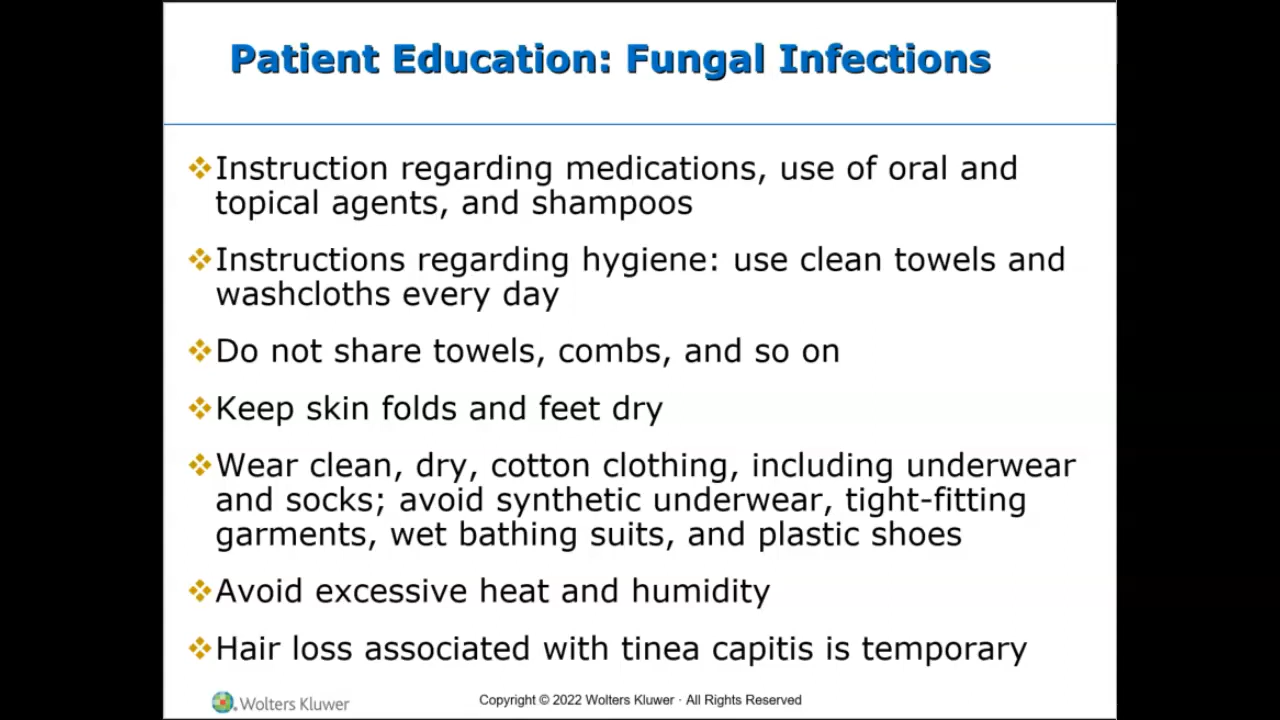 Patient Education: Fungal Infections
Instruction regarding medications, use of oral and
topical agents, and shampoos
Instructions regarding hygiene: use clean towels and
washcloths every day
Do not share towels, combs, and so on
Keep skin folds and feet dry
Wear clean, dry, cotton clothing, including underwear
and socks; avoid synthetic underwear, tight-fitting
garments, wet bathing suits, and plastic shoes
Avoid excessive heat and humidity
Hair loss associated with tinea capitis is temporary
Wolters Kluwer
Copyright © 2022 Wolters Kluwer · All Rights Reserved